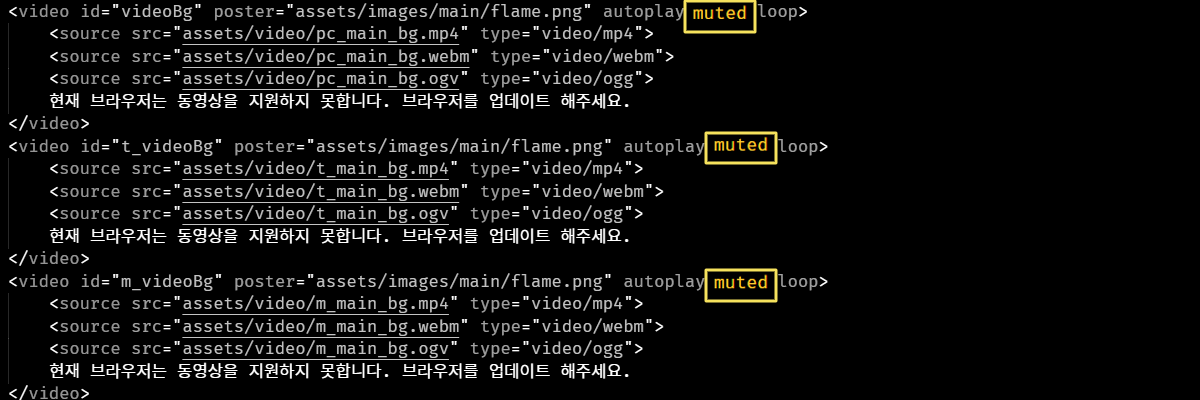 <video id="videoBg" poster="assets/images/main/flame.png" autoplay muted loop>
<source src="assets/video/pc_main_bg.mp4" type="video/mp4">
<source src="assets/video/pc_main_bg.webm" type="video/webm">
<source src="assets/video/pc_main_bg.ogv" type="video/ogg">
현재 브라우저는 동영상을 지원하지 못합니다. 브라우저를 업데이트 해주세요.
</video>
<video id="t_videoBg" poster="assets/images/main/flame.png" autoplay muted loop>
<source src="assets/video/t_main_bg.mp4" type="video/mp4">
<source src="assets/video/t_main_bg.webm" type="video/webm">
<source src="assets/video/t_main_bg.ogv" type="video/ogg">
현재 브라우저는 동영상을 지원하지 못합니다. 브라우저를 업데이트 해주세요.
</video>
<video id="m_videoBg" poster="assets/images/main/flame.png" autoplay muted loop>
<source src="assets/video/m_main_bg.mp4" type="video/mp4">
<source src="assets/video/m_main_bg.webm" type="video/webm">
<source src="assets/video/m_main_bg.ogv" type="video/ogg">
현재 브라우저는 동영상을 지원하지 못합니다. 브라우저를 업데이트 해주세요.
</video>